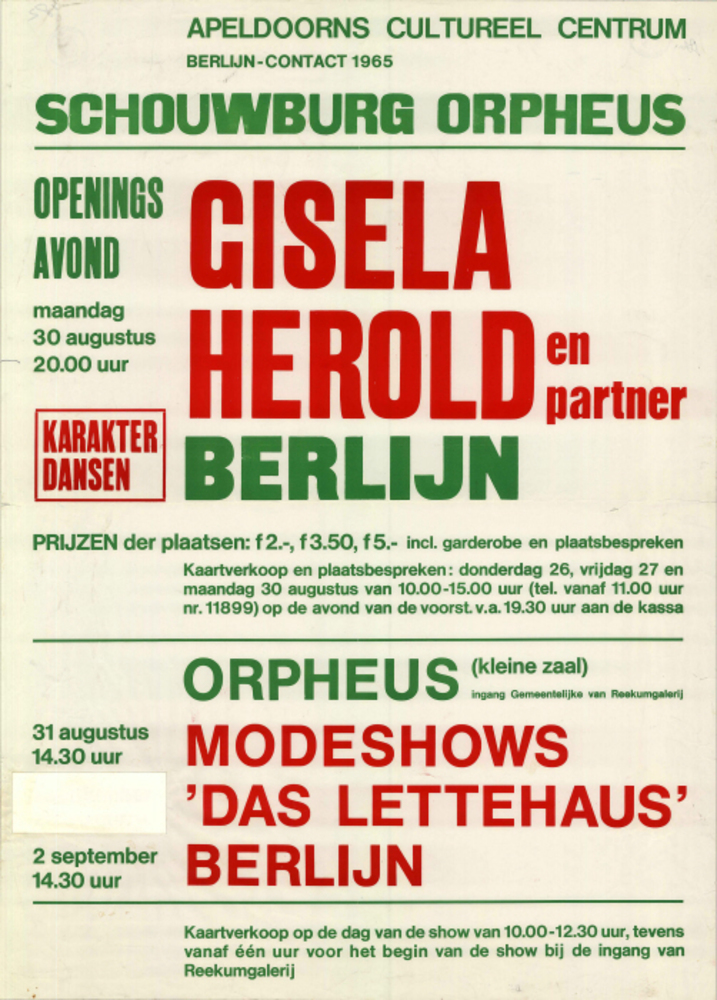 APELDOORNS CULTUREEL CENTRUM
BERLIJN-CONTACT 1965
SCHOUWBURG ORPHEUS
OPENINGS
AVOND
maandag
30 augustus
20.00 uur
KARAKTER
DANSEN
GISELA
HEROLD en
partner
BERLIJN
PRIJZEN der plaatsen: f 2.-, f 3.50, f 5.- incl. garderobe en plaatsbespreken
Kaartverkoop en plaatsbespreken: donderdag 26, vrijdag 27 en
maandag 30 augustus van 10.00-15.00 uur (tel. vanaf 11.00 uur
nr. 11899) op de avond van de voorst. v.a. 19.30 uur aan de kassa
ORPHEUS (kleine zaal)
ingang Gemeentelijke van Reekumgalerij
31 augustus
14.30 uur
2 september
14.30 uur
MODESHOWS
'DAS LETTEHAUS'
BERLIJN
Kaartverkoop op de dag van de show van 10.00-12.30 uur, tevens
vanaf één uur voor het begin van de show bij de ingang van
Reekumgalerij